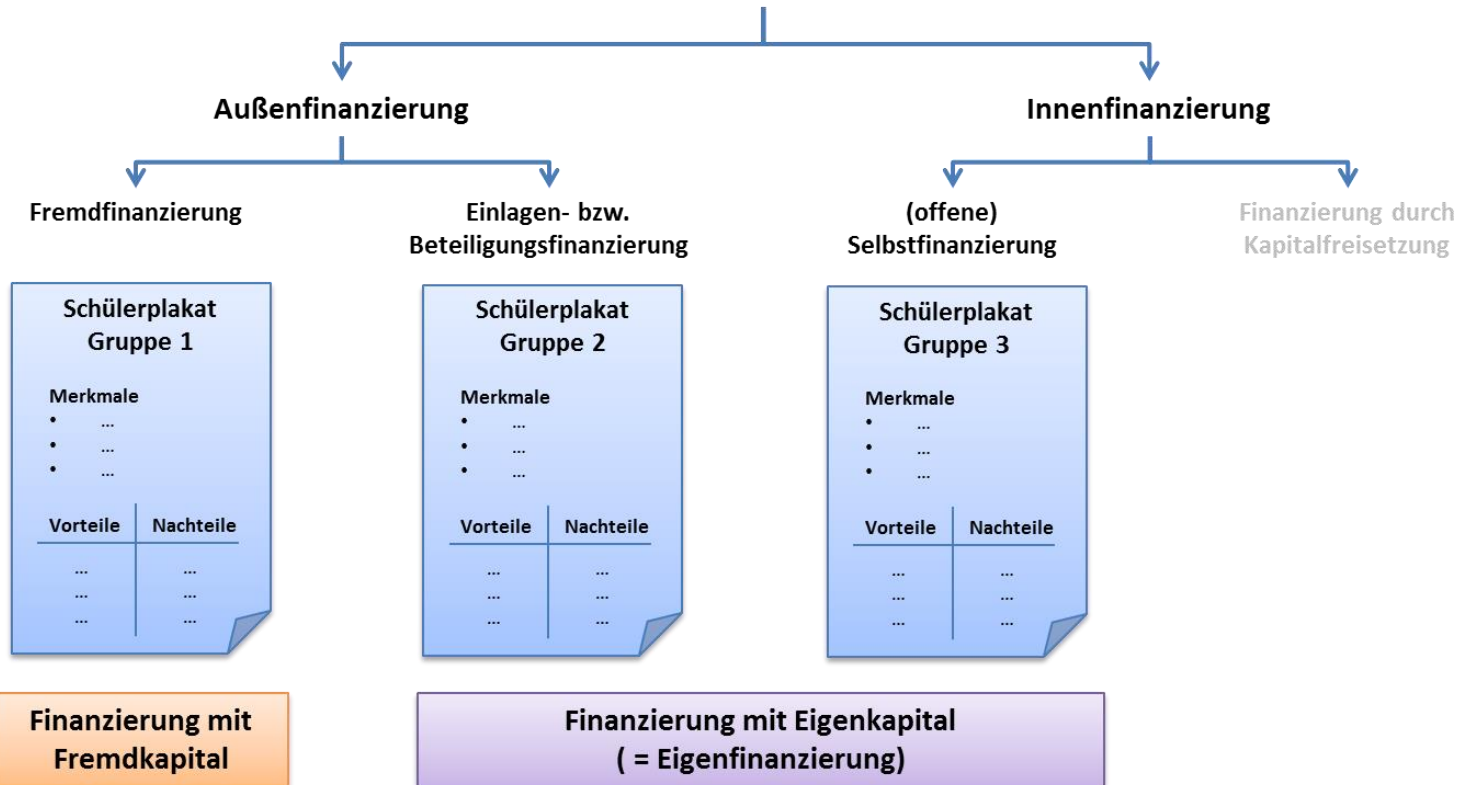 Außenfinanzierung
Innenfinanzierung
Fremdfinanzierung
Einlagen- bzw.
Beteiligungsfinanzierung
(offene)
Selbstfinanzierung
Finanzierung durch
Kapitalfreisetzung
Schülerplakat
Gruppe 1
Merkmale
• ...
• ...
• ...
Vorteile Nachteile
... ...
... ...
... ...
Schülerplakat
Gruppe 2
Merkmale
• ...
• ...
• ...
Vorteile Nachteile
... ...
... ...
... ...
Schülerplakat
Gruppe 3
Merkmale
• ...
• ...
• ...
Vorteile Nachteile
... ...
... ...
... ...
Finanzierung mit
Fremdkapital
Finanzierung mit Eigenkapital
( = Eigenfinanzierung)